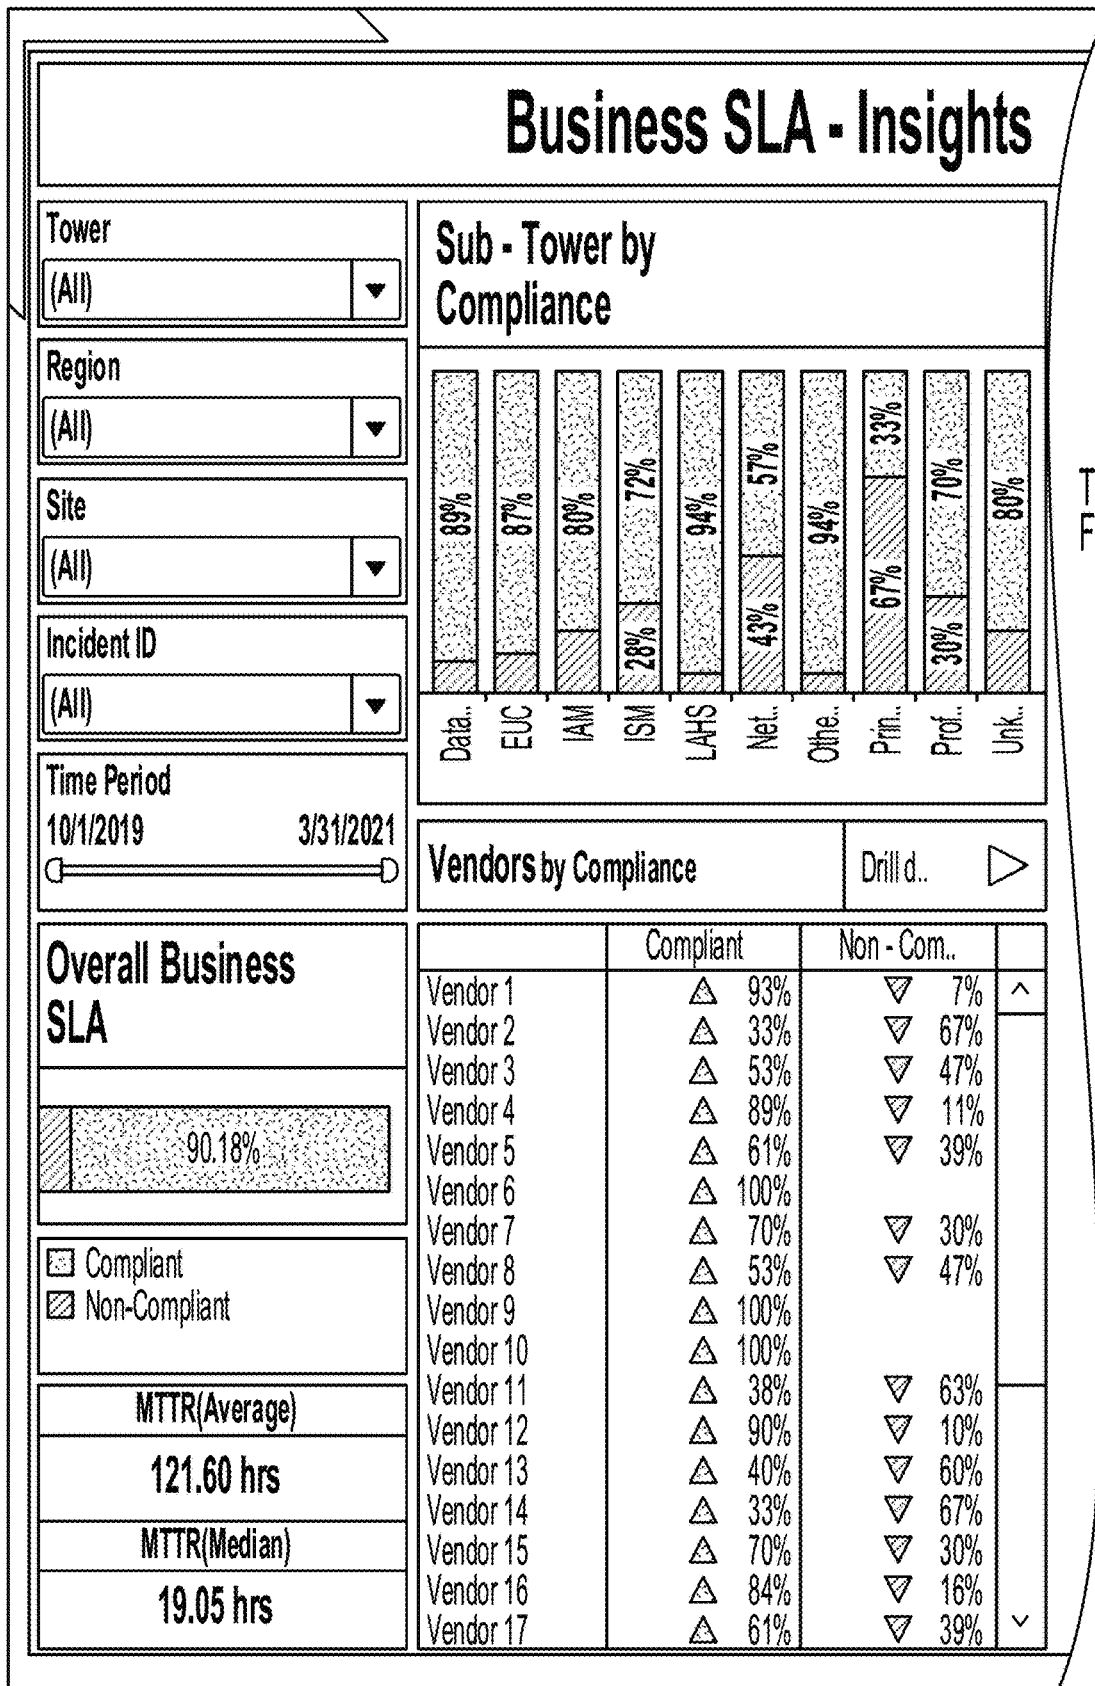 Business SLA - Insights
Tower
(All)
Region
(All)
Site
(All)
Incident ID
(All)
Time Period
10/1/2019 3/31/2021
Overall Business
SLA
90.18%
Compliant
Non-Compliant
MTTR(Average)
121.60 hrs
MTTR(Median)
19.05 hrs
Sub - Tower by
Compliance
89% 87% 80% 72% 94% 57% 94% 33% 70% 80%
28% 43% 67% 30%
Data.. EUC IAM ISM LAHS Net.. Othe.. Prin.. Prof.. Unk..
Vendors by Compliance Drill d..
Compliant Non - Com..
Vendor 1 93% 7%
Vendor 2 33% 67%
Vendor 3 53% 47%
Vendor 4 89% 11%
Vendor 5 61% 39%
Vendor 6 100%
Vendor 7 70% 30%
Vendor 8 53% 47%
Vendor 9 100%
Vendor 10 100%
Vendor 11 38% 63%
Vendor 12 90% 10%
Vendor 13 40% 60%
Vendor 14 33% 67%
Vendor 15 70% 30%
Vendor 16 84% 16%
Vendor 17 61% 39%